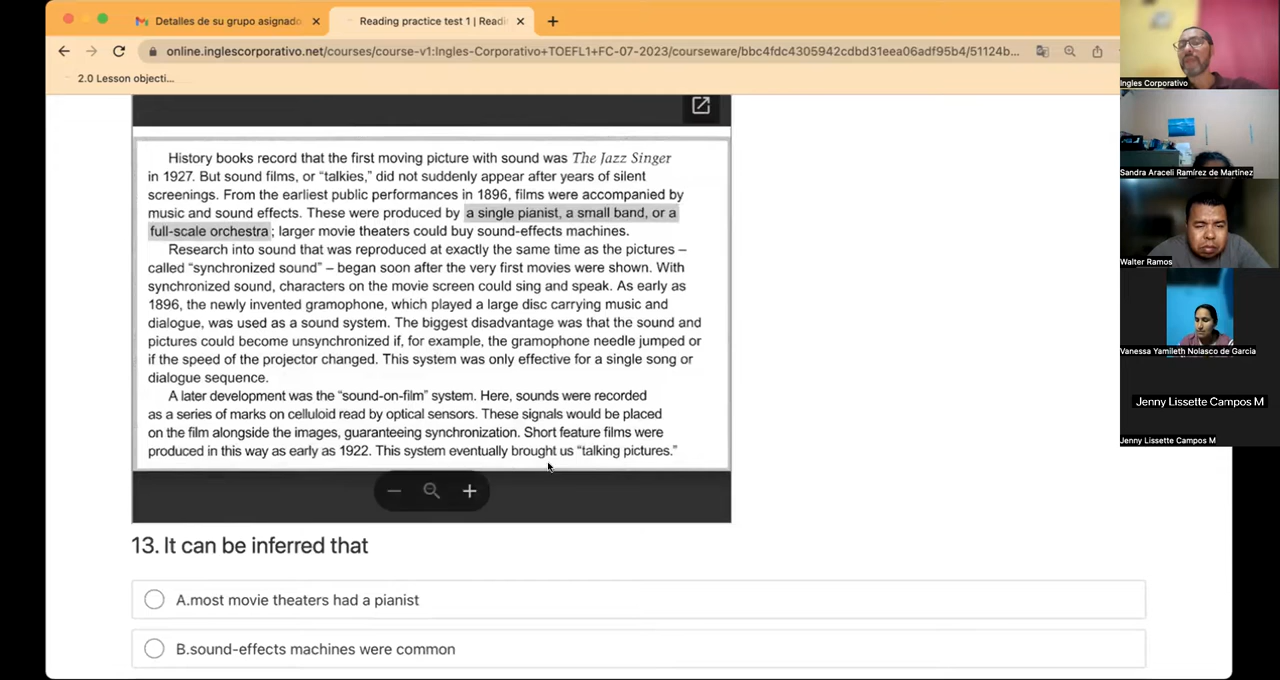 Detalles de su grupo asignado
Reading practice test 1 | Readi
online.inglescorporativo.net/courses/course-v1:Ingles-Corporativo+TOEFL1+FC-07-2023/courseware/bbc4fdc4305942cdbd31eea06adf95b4/51124b...
2.0 Lesson objecti...
History books record that the first moving picture with sound was The Jazz Singer
in 1927. But sound films, or “talkies,” did not suddenly appear after years of silent
screenings. From the earliest public performances in 1896, films were accompanied by
music and sound effects. These were produced by a single pianist, a small band, or a
full-scale orchestra; larger movie theaters could buy sound-effects machines.
Research into sound that was reproduced at exactly the same time as the pictures –
called “synchronized sound” – began soon after the very first movies were shown. With
synchronized sound, characters on the movie screen could sing and speak. As early as
1896, the newly invented gramophone, which played a large disc carrying music and
dialogue, was used as a sound system. The biggest disadvantage was that the sound and
pictures could become unsynchronized if, for example, the gramophone needle jumped or
if the speed of the projector changed. This system was only effective for a single song or
dialogue sequence.
A later development was the “sound-on-film” system. Here, sounds were recorded
as a series of marks on celluloid read by optical sensors. These signals would be placed
on the film alongside the images, guaranteeing synchronization. Short feature films were
produced in this way as early as 1922. This system eventually brought us “talking pictures.”
13. It can be inferred that
A.most movie theaters had a pianist
B.sound-effects machines were common
Ingles Corporativo
Sandra Araceli Ramírez de Martínez
Walter Ramos
Vanessa Yamileth Nolasco de Garcia
Jenny Lissette Campos M
Jenny Lissette Campos M